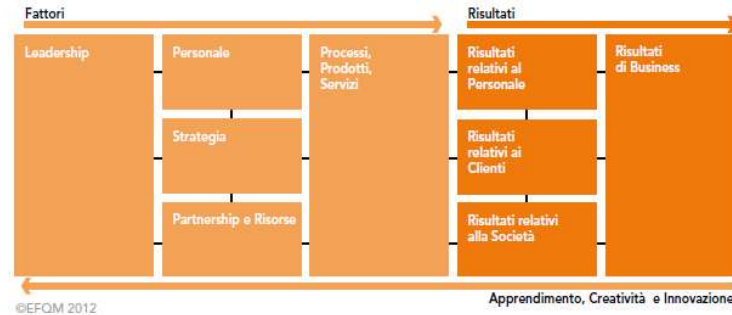 Fattori
Risultati
Leadership
Personale
Processi,
Prodotti,
Servizi
Risultati
relativi al
Personale
Risultati
di Business
Strategia
Risultati
relativi ai
Clienti
Partnership e Risorse
Risultati relativi
alla Società
Apprendimento, Creatività e Innovazione
©EFQM 2012